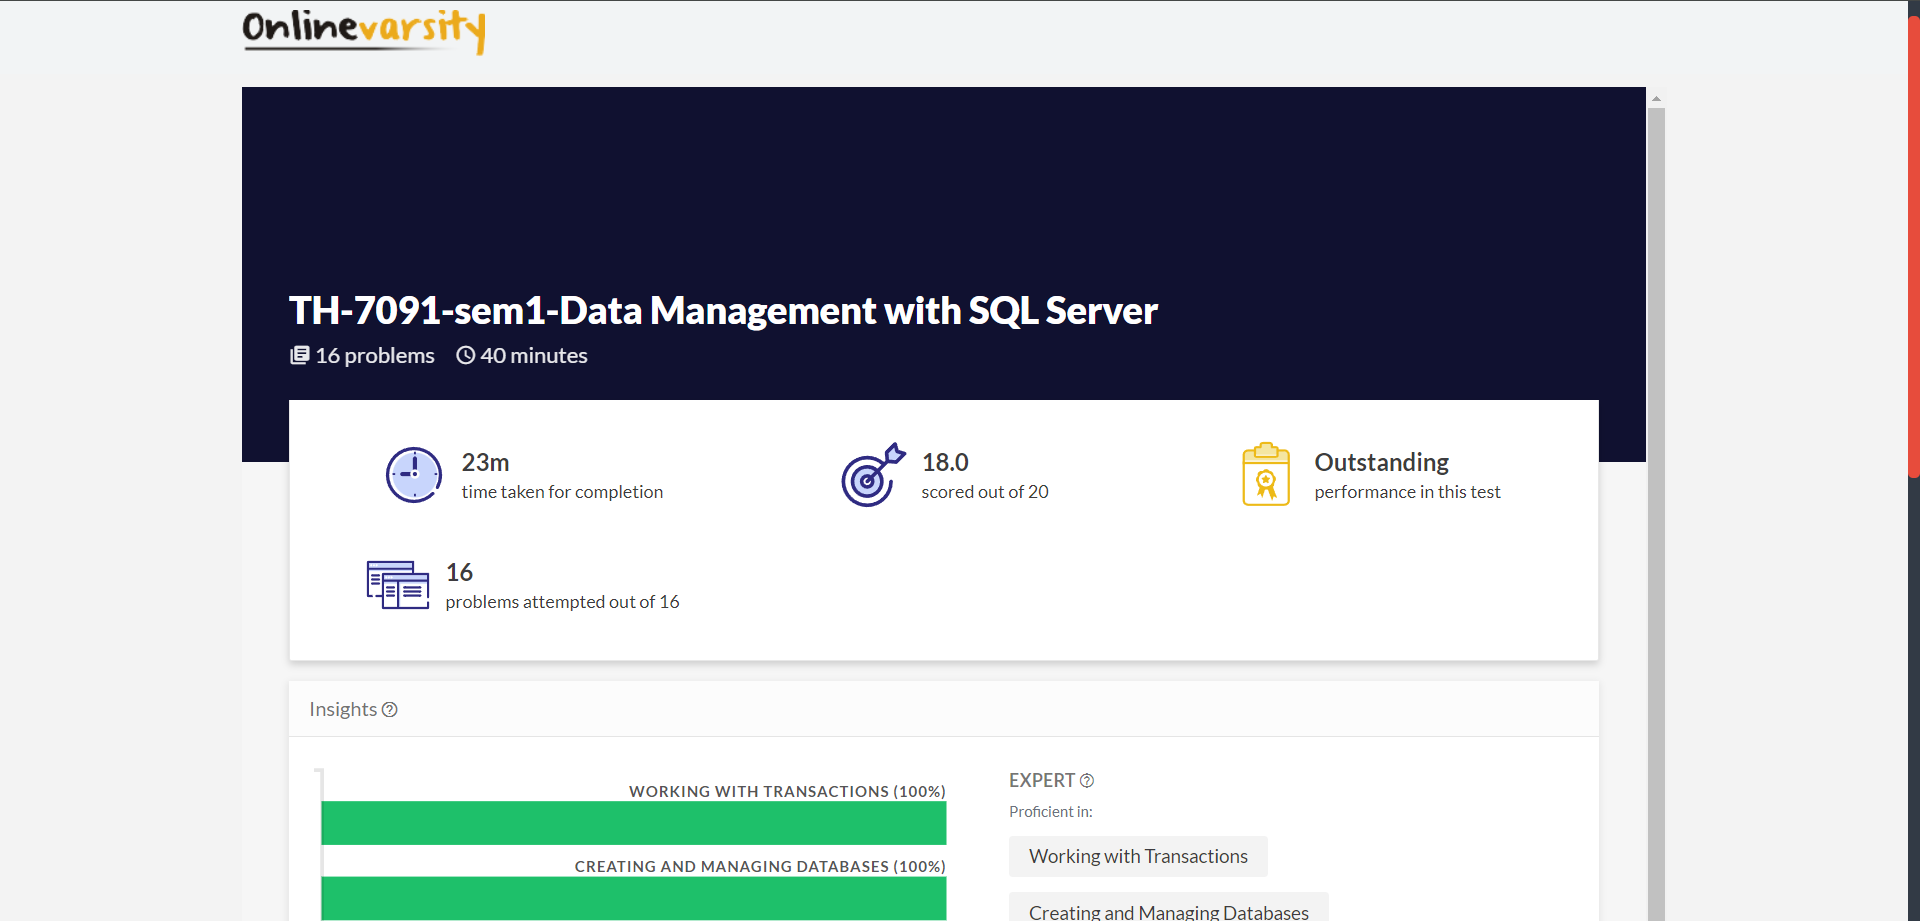 Onlinevarsity
TH-7091-sem1-Data Management with SQL Server
16 problems 40 minutes
23m
time taken for completion
18.0
scored out of 20
Outstanding
performance in this test
16
problems attempted out of 16
Insights ?
WORKING WITH TRANSACTIONS (100%)
CREATING AND MANAGING DATABASES (100%)
EXPERT ?
Proficient in:
Working with Transactions
Creating and Managing Databases